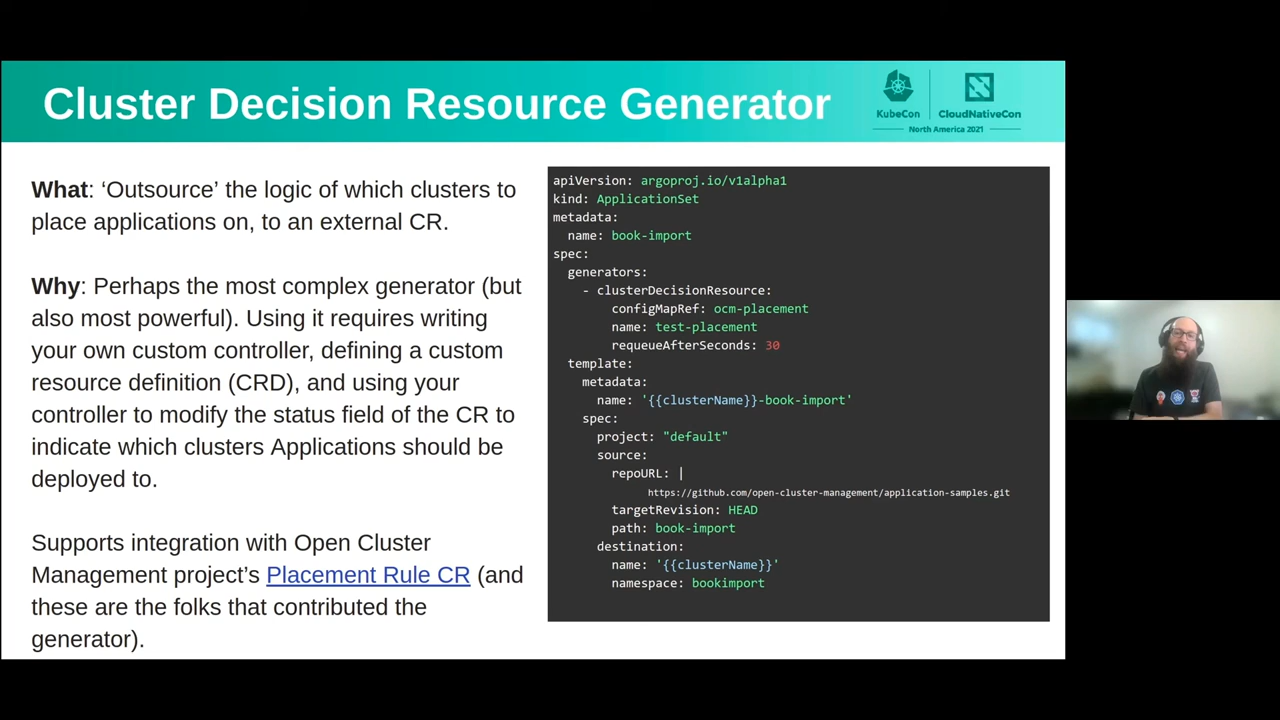 Cluster Decision Resource Generator
KubeCon
CloudNativeCon
North America 2021
What: ‘Outsource’ the logic of which clusters to
place applications on, to an external CR.
Why: Perhaps the most complex generator (but
also most powerful). Using it requires writing
your own custom controller, defining a custom
resource definition (CRD), and using your
controller to modify the status field of the CR to
indicate which clusters Applications should be
deployed to.
Supports integration with Open Cluster
Management project’s Placement Rule CR (and
these are the folks that contributed the
generator).
apiVersion: argoproj.io/v1alpha1
kind: ApplicationSet
metadata:
  name: book-import
spec:
  generators:
    - clusterDecisionResource:
        configMapRef: ocm-placement
        name: test-placement
        requeueAfterSeconds: 30
  template:
    metadata:
      name: '{{clusterName}}-book-import'
    spec:
      project: "default"
      source:
        repoURL: |
             https://github.com/open-cluster-management/application-samples.git
        targetRevision: HEAD
        path: book-import
      destination:
        name: '{{clusterName}}'
        namespace: bookimport